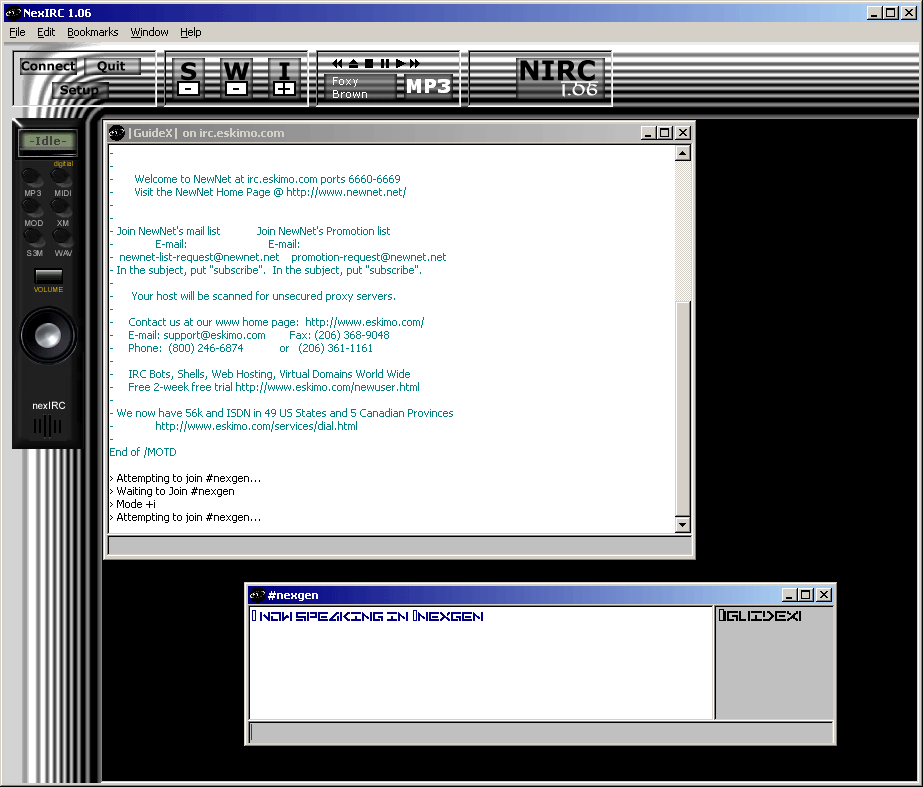 NexIRC 1.06
File Edit Bookmarks Window Help
Connect Quit
Setup
S W I
- - +
Foxy
Brown
MP3
NIRC
1.06
-Idle-
digitial
MP3 MIDI
MOD XM
S3M WAV
VOLUME
nexIRC
|GuideX| on irc.eskimo.com
-
-
- Welcome to NewNet at irc.eskimo.com ports 6660-6669
- Visit the NewNet Home Page @ http://www.newnet.net/
-
-
- Join NewNet's mail list Join NewNet's Promotion list
- E-mail: E-mail:
- newnet-list-request@newnet.net promotion-request@newnet.net
- In the subject, put "subscribe". In the subject, put "subscribe".
-
- Your host will be scanned for unsecured proxy servers.
-
- Contact us at our www home page: http://www.eskimo.com/
- E-mail: support@eskimo.com Fax: (206) 368-9048
- Phone: (800) 246-6874 or (206) 361-1161
-
- IRC Bots, Shells, Web Hosting, Virtual Domains World Wide
- Free 2-week free trial http://www.eskimo.com/newuser.html
-
- We now have 56k and ISDN in 49 US States and 5 Canadian Provinces
- http://www.eskimo.com/services/dial.html
-
End of /MOTD
> Attempting to join #nexgen...
> Waiting to Join #nexgen
> Mode +i
> Attempting to join #nexgen...
#nexgen
NOW SPEAKING IN NEXGEN
GUIDEX